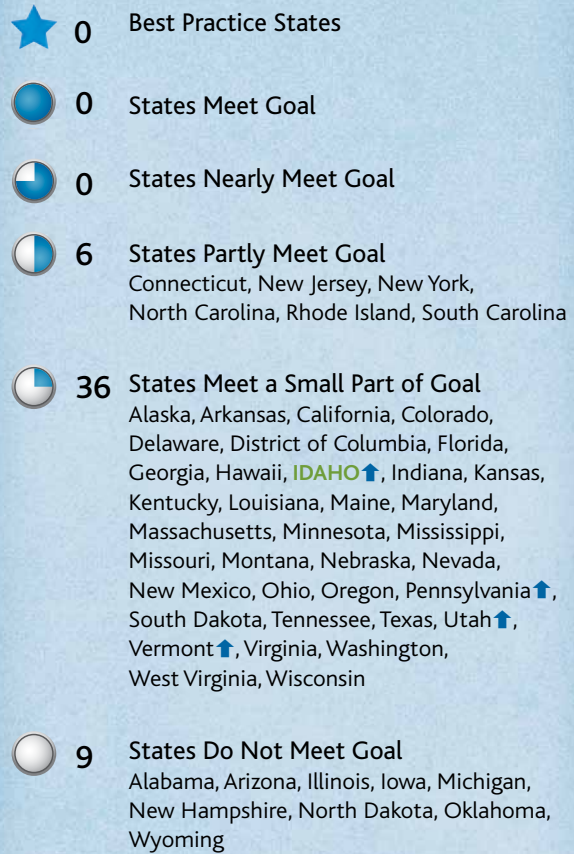 0 Best Practice States
0 States Meet Goal
0 States Nearly Meet Goal
6 States Partly Meet Goal
Connecticut, New Jersey, New York,
North Carolina, Rhode Island, South Carolina
36 States Meet a Small Part of Goal
Alaska, Arkansas, California, Colorado,
Delaware, District of Columbia, Florida,
Georgia, Hawaii, IDAHO⬆, Indiana, Kansas,
Kentucky, Louisiana, Maine, Maryland,
Massachusetts, Minnesota, Mississippi,
Missouri, Montana, Nebraska, Nevada,
New Mexico, Ohio, Oregon, Pennsylvania⬆,
South Dakota, Tennessee, Texas, Utah⬆,
Vermont⬆, Virginia, Washington,
West Virginia, Wisconsin
9 States Do Not Meet Goal
Alabama, Arizona, Illinois, Iowa, Michigan,
New Hampshire, North Dakota, Oklahoma,
Wyoming